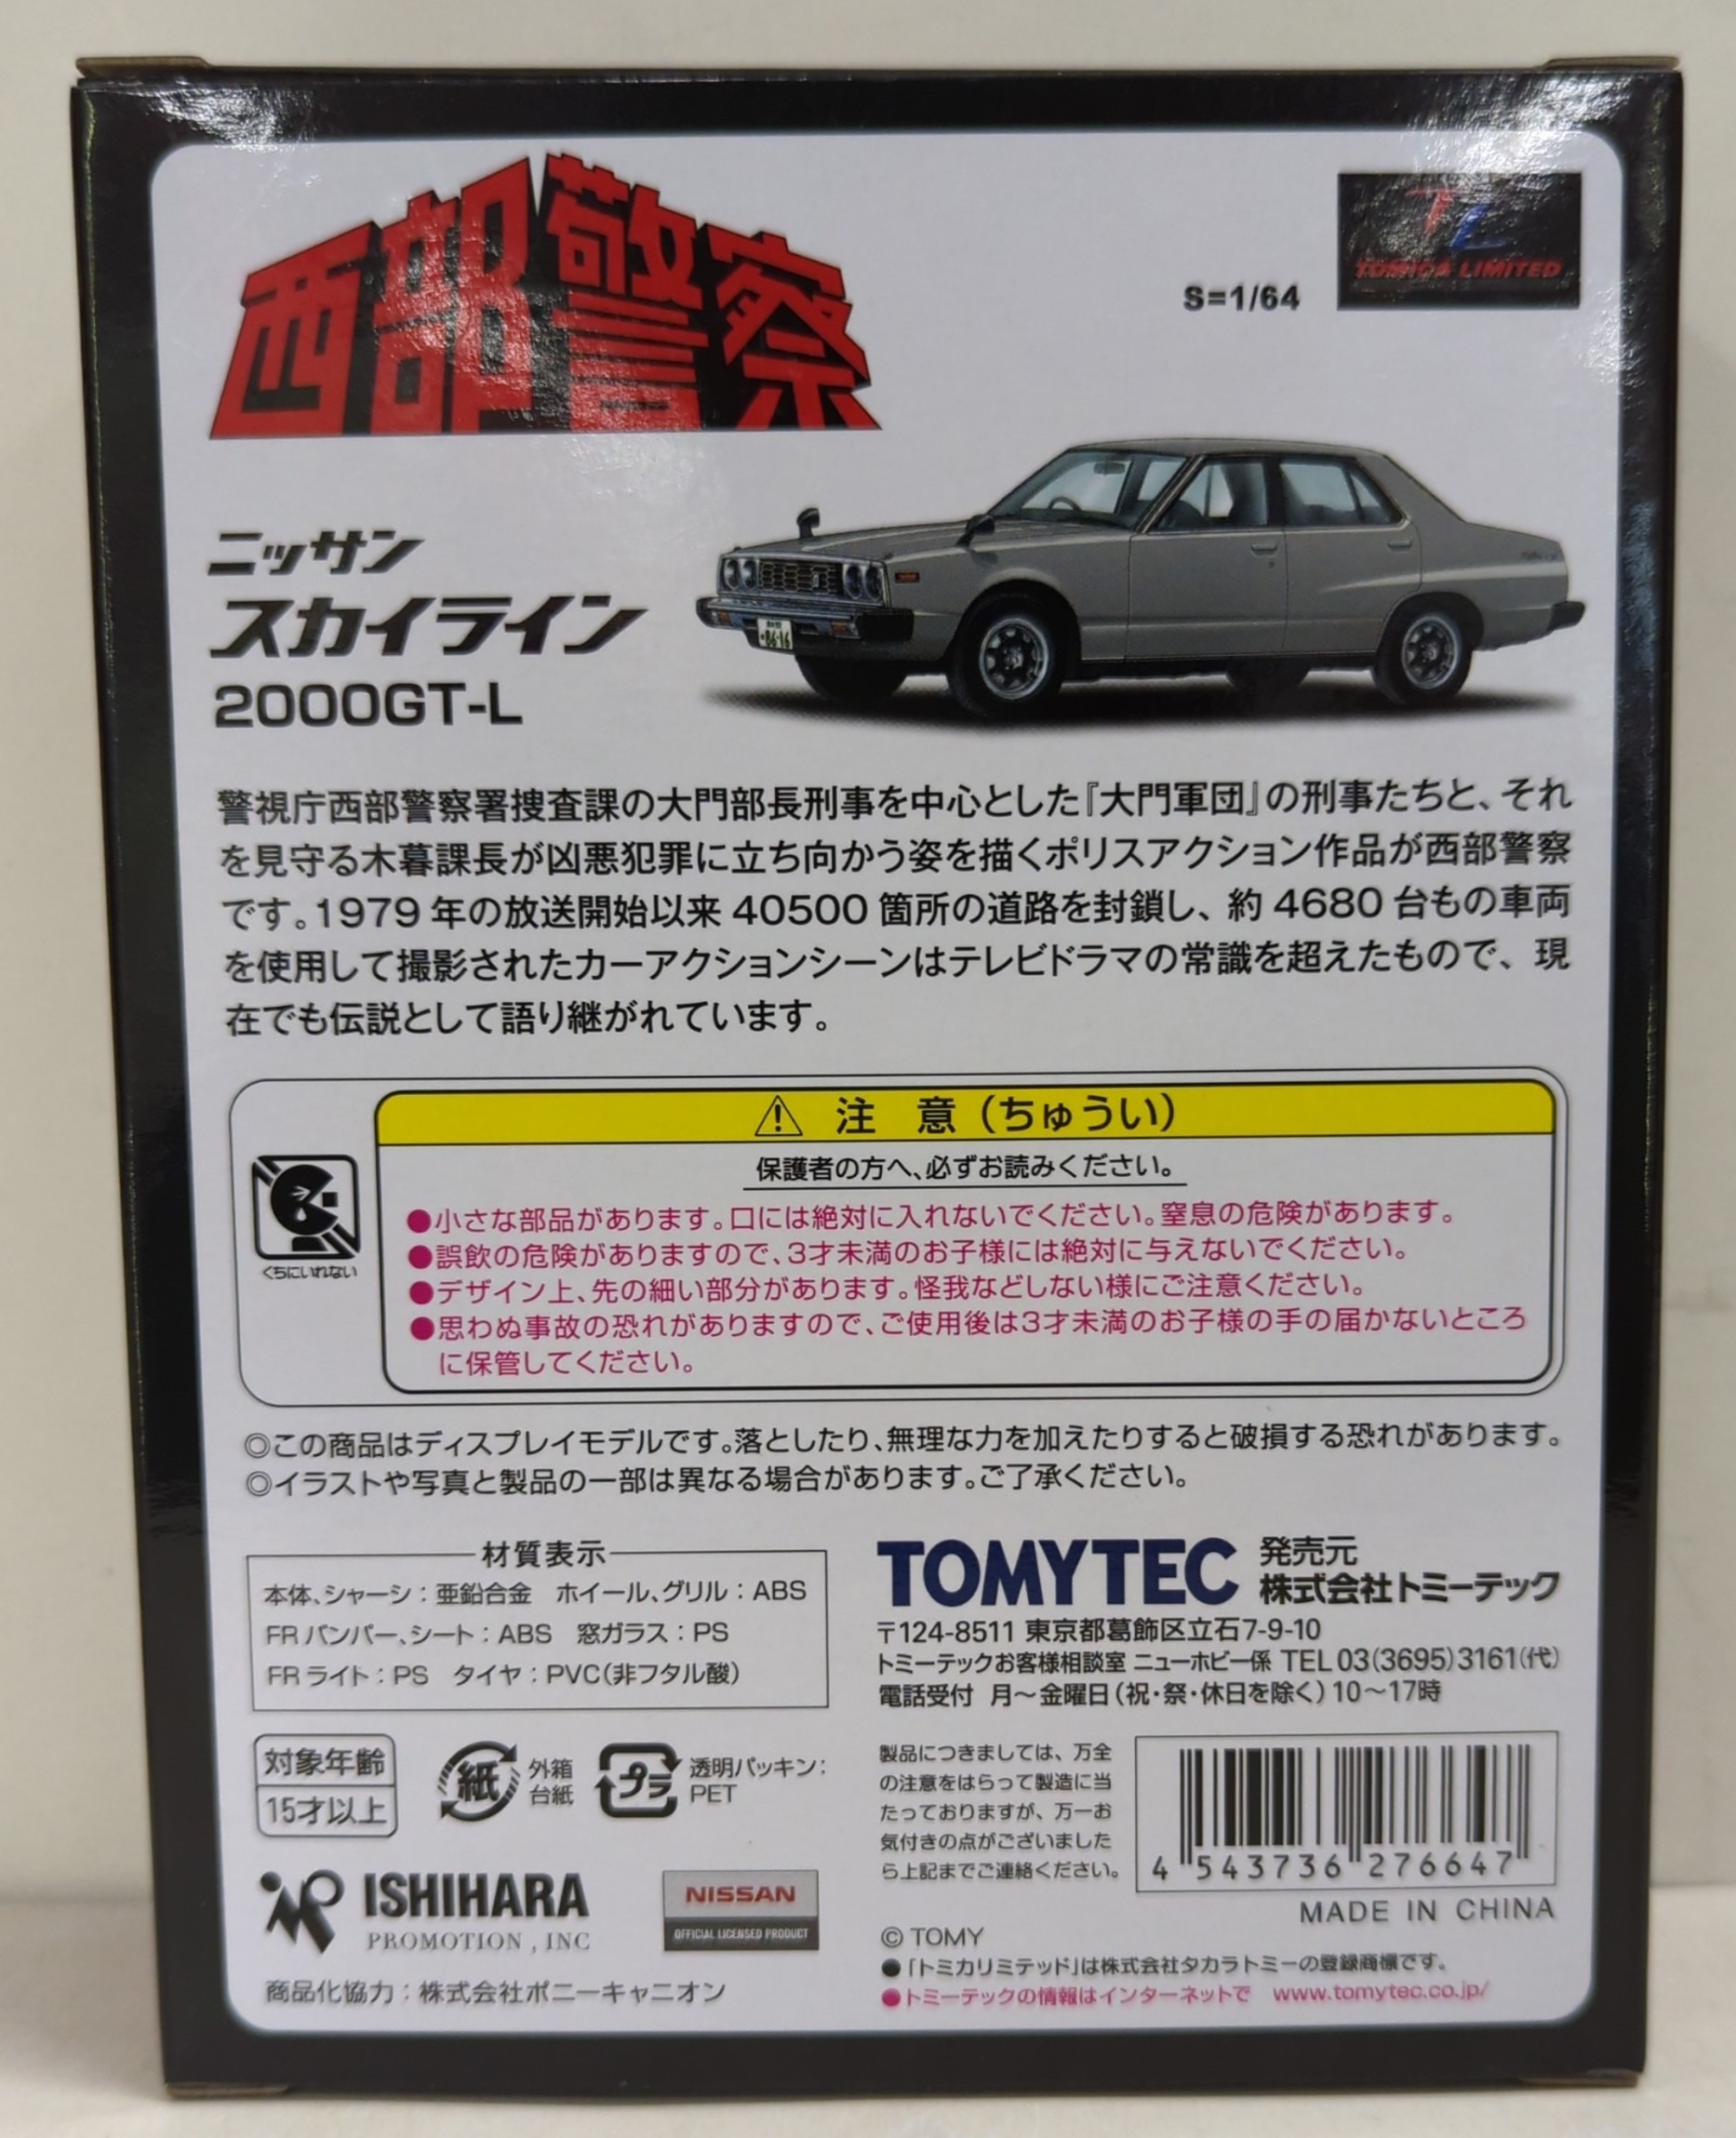 西部警察
S=1/64
TOMICA LIMITED
ニッサン
スカイライン
2000GT-L
86-16
警視庁西部警察署捜査課の大門部長刑事を中心とした『大門軍団』の刑事たちと、それ
を見守る木暮課長が凶悪犯罪に立ち向かう姿を描くポリスアクション作品が西部警察
です。1979年の放送開始以来40500箇所の道路を封鎖し、約4680台もの車両
を使用して撮影されたカーアクションシーンはテレビドラマの常識を超えたもので、現
在でも伝説として語り継がれています。
注 意（ちゅうい）
保護者の方へ、必ずお読みください。
くちにいれない
●小さな部品があります。口には絶対に入れないでください。窒息の危険があります。
●誤飲の危険がありますので、3才未満のお子様には絶対に与えないでください。
●デザイン上、先の細い部分があります。怪我などしない様にご注意ください。
●思わぬ事故の恐れがありますので、ご使用後は3才未満のお子様の手の届かないところ
に保管してください。
◎この商品はディスプレイモデルです。落としたり、無理な力を加えたりすると破損する恐れがあります。
◎イラストや写真と製品の一部は異なる場合があります。ご了承ください。
材質表示
本体、シャーシ：亜鉛合金　ホイール、グリル：ABS
FRバンパー、シート：ABS　窓ガラス：PS
FRライト：PS　タイヤ：PVC（非フタル酸）
TOMYTEC
発売元
株式会社トミーテック
〒124-8511 東京都葛飾区立石7-9-10
トミーテックお客様相談室 ニューホビー係 TEL 03(3695)3161(代)
電話受付　月〜金曜日（祝・祭・休日を除く）10〜17時
対象年齢
15才以上
紙
外箱
台紙
プラ
透明パッキン：
PET
製品につきましては、万全
の注意をはらって製造に当
たっておりますが、万一お
気付きの点がございました
ら上記までご連絡ください。
4 543736 276647
MADE IN CHINA
ISHIHARA
PROMOTION , INC
NISSAN
OFFICIAL LICENSED PRODUCT
商品化協力：株式会社ポニーキャニオン
© TOMY
●「トミカリミテッド」は株式会社タカラトミーの登録商標です。
●トミーテックの情報はインターネットで　www.tomytec.co.jp/